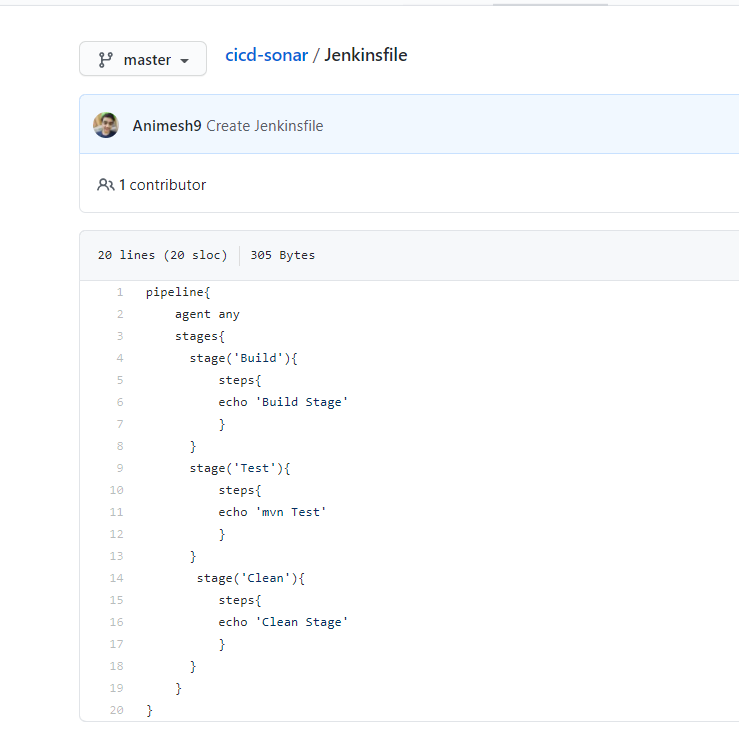 master cicd-sonar / Jenkinsfile
Animesh9 Create Jenkinsfile
1 contributor
20 lines (20 sloc) 305 Bytes
1 pipeline{
2     agent any
3     stages{
4       stage('Build'){
5           steps{
6           echo 'Build Stage'
7           }
8       }
9       stage('Test'){
10           steps{
11           echo 'mvn Test'
12           }
13       }
14        stage('Clean'){
15           steps{
16           echo 'Clean Stage'
17           }
18       }
19     }
20 }